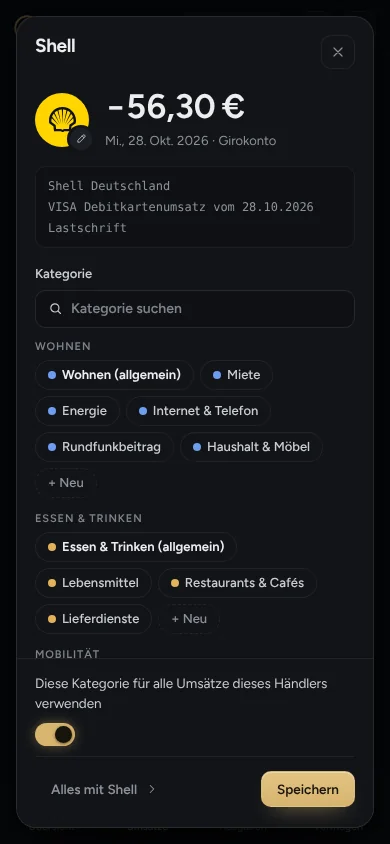 Shell
−56,30 €
Mi., 28. Okt. 2026 · Girokonto
Shell Deutschland
VISA Debitkartenumsatz vom 28.10.2026
Lastschrift
Kategorie
Kategorie suchen
WOHNEN
Wohnen (allgemein) Miete
Energie Internet & Telefon
Rundfunkbeitrag Haushalt & Möbel
+ Neu
ESSEN & TRINKEN
Essen & Trinken (allgemein)
Lebensmittel Restaurants & Cafés
Lieferdienste + Neu
MOBILITÄT
Diese Kategorie für alle Umsätze dieses Händlers
verwenden
Alles mit Shell Speichern